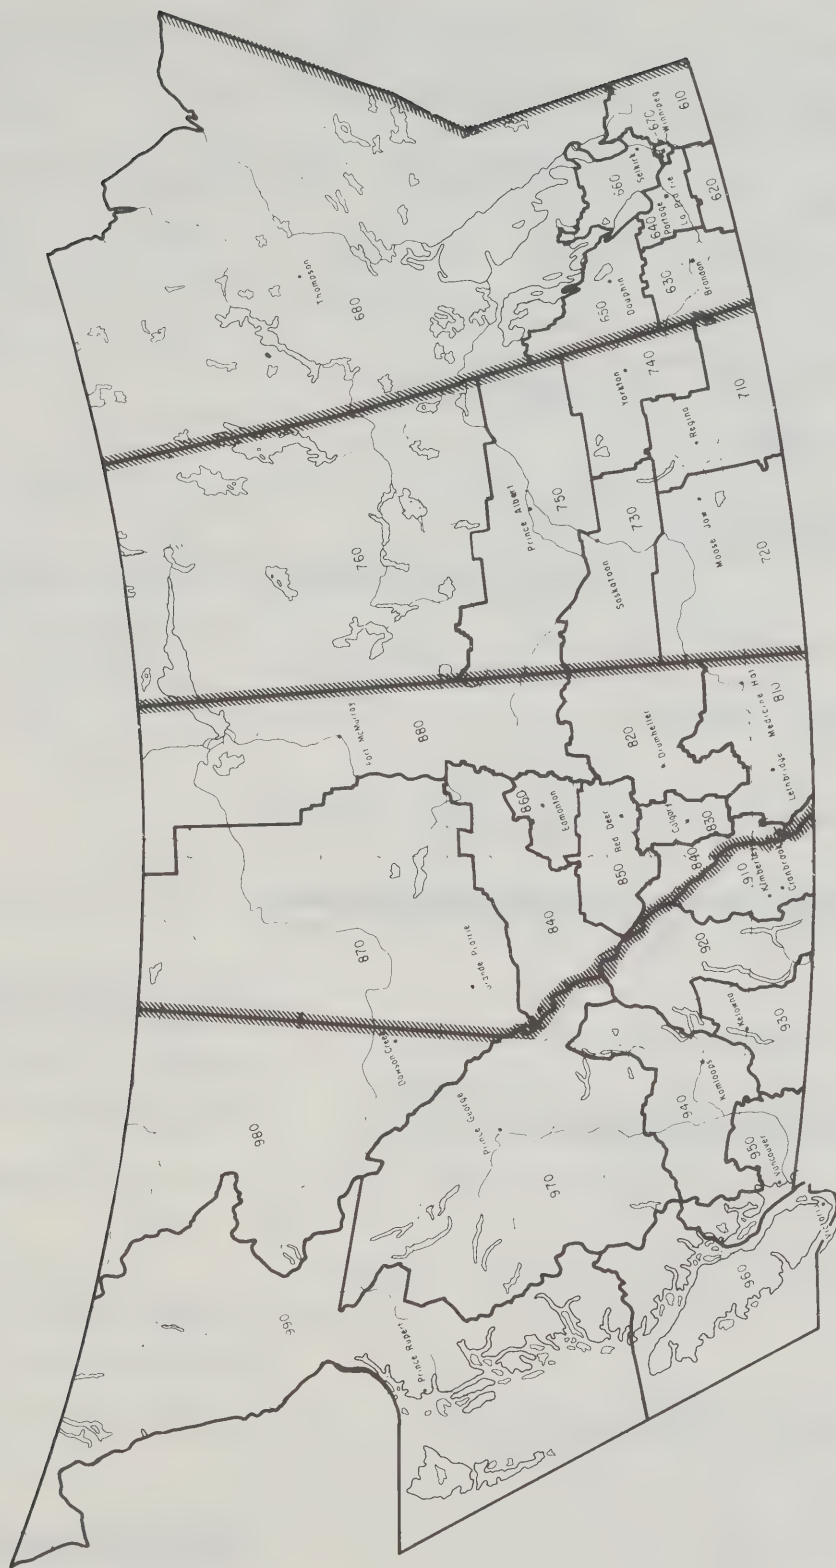 990
980
Dawson Creek
870
Grande Prairie
Fort McMurray
880
760
680
Thompson
Prince Rupert
Prince George
970
840
860
Edmonton
850
Red Deer
Prince Albert
750
960
Victoria
940
Kamloops
950
Vancouver
Kelowna
930
920
910
Kimberley
Cranbrook
840
Calgary
830
820
Drumheller
Lethbridge
Medicine Hat
810
Saskatoon
730
Moose Jaw
720
Yorkton
740
Regina
710
650
Dauphin
630
Brandon
640
Portage
La Prairie
620
660
Selkirk
670
Winnipeg
610